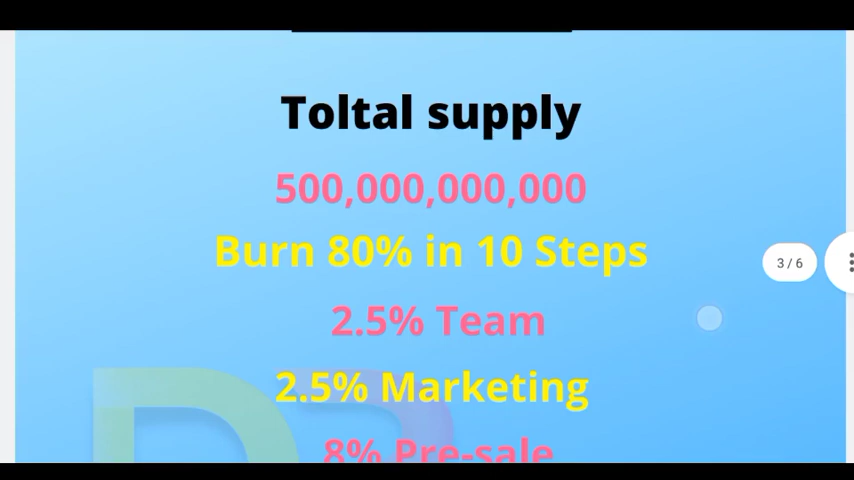 Toltal supply
500,000,000,000
Burn 80% in 10 Steps
3 / 6
2.5% Team
2.5% Marketing
8% Pre-sale